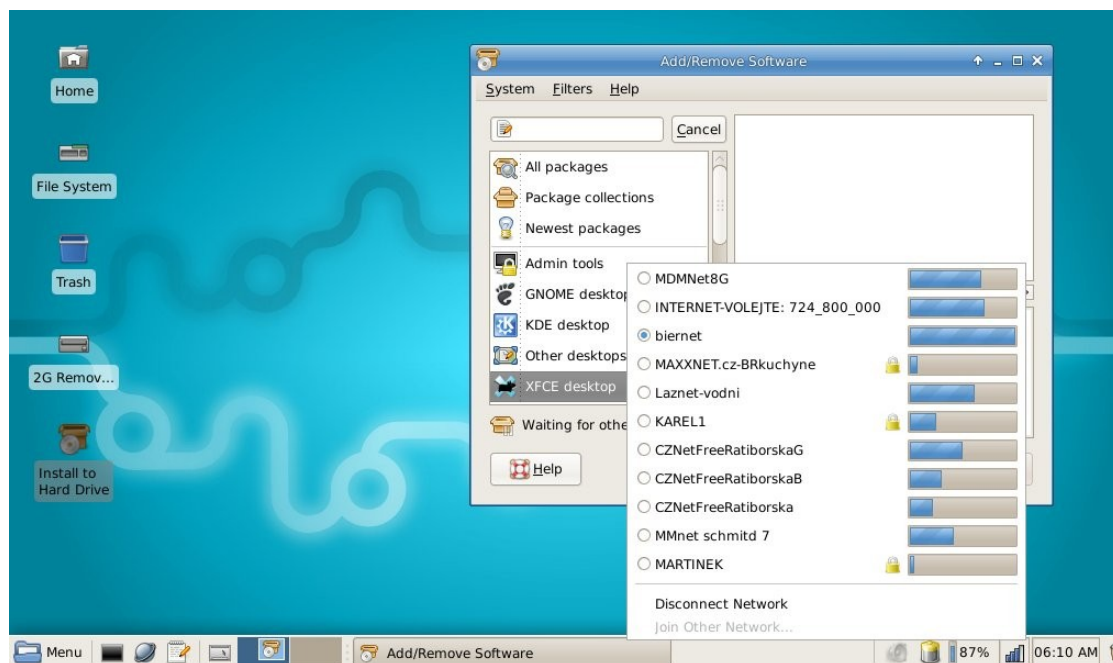 Home
File System
Trash
2G Remov...
Install to
Hard Drive
Add/Remove Software
System Filters Help
Cancel
All packages
Package collections
Newest packages
Admin tools
GNOME desktop
KDE desktop
Other desktops
XFCE desktop
Waiting for othe
Help
MDMNet8G
INTERNET-VOLEJTE: 724_800_000
biernet
MAXXNET.cz-BRkuchyne
Laznet-vodni
KAREL1
CZNetFreeRatiborskaG
CZNetFreeRatiborskaB
CZNetFreeRatiborska
MMnet schmitd 7
MARTINEK
Disconnect Network
Join Other Network...
Menu
Add/Remove Software
87%
06:10 AM